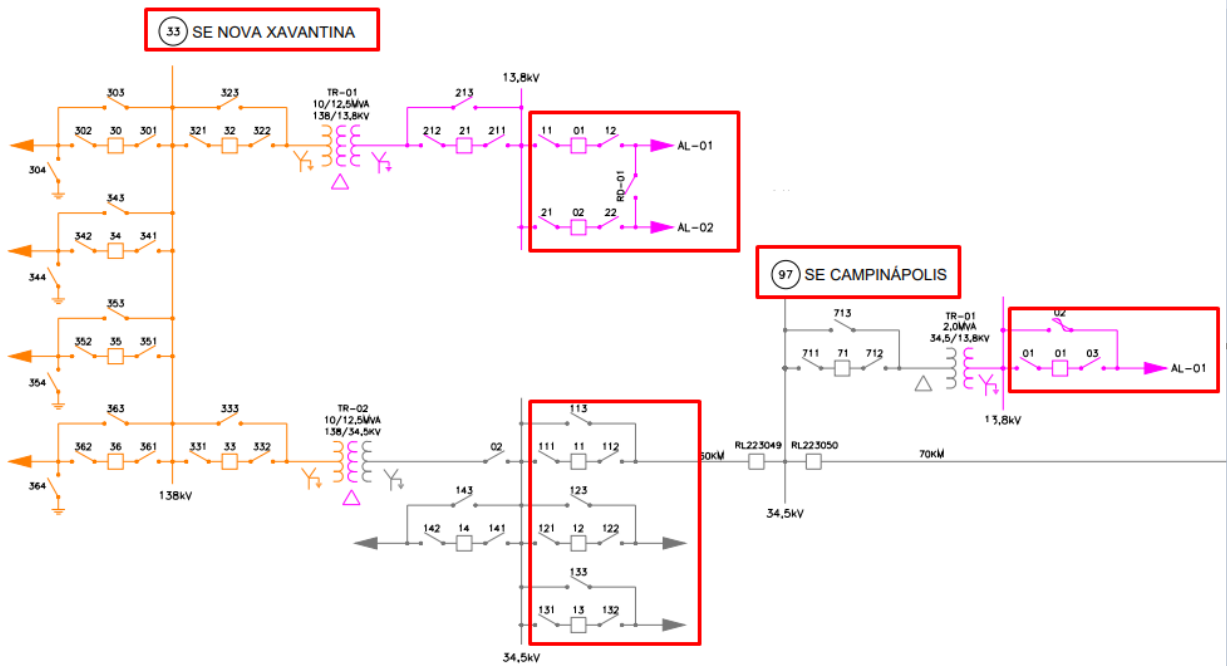 33 SE NOVA XAVANTINA
13,8kV
303
323
TR-01
10/12,5MVA
138/13,8KV
213
302 30 301
321 32 322
212 21 211
11 01 12
AL-01
304
RD-01
343
21 02 22
AL-02
342 34 341
97 SE CAMPINÁPOLIS
344
353
713
TR-01
2,0MVA
34,5/13,8KV
02
352 35 351
711 71 712
01 01 03
AL-01
354
363
333
TR-02
10/12,5MVA
138/34,5KV
113
13,8kV
362 36 361
331 33 332
02
111 11 112
60KM
RL223049
RL223050
70KM
364
138kV
143
123
34,5kV
142 14 141
121 12 122
133
131 13 132
34,5kV